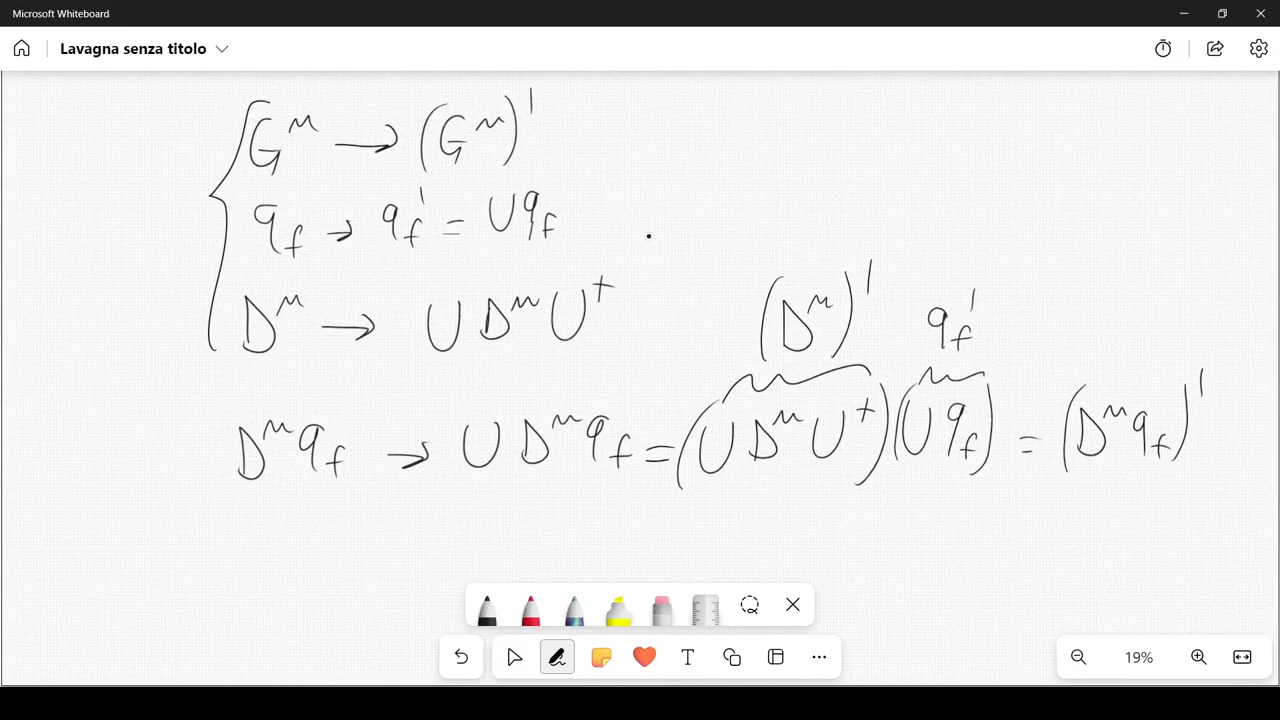 Microsoft Whiteboard
Lavagna senza titolo
G^μ → (G^μ)'
q_f → q_f' = U q_f
D^μ → U D^μ U^†
(D^μ)' q_f'
D^μ q_f → U D^μ q_f = (U D^μ U^†)(U q_f) = (D^μ q_f)'
T
19%